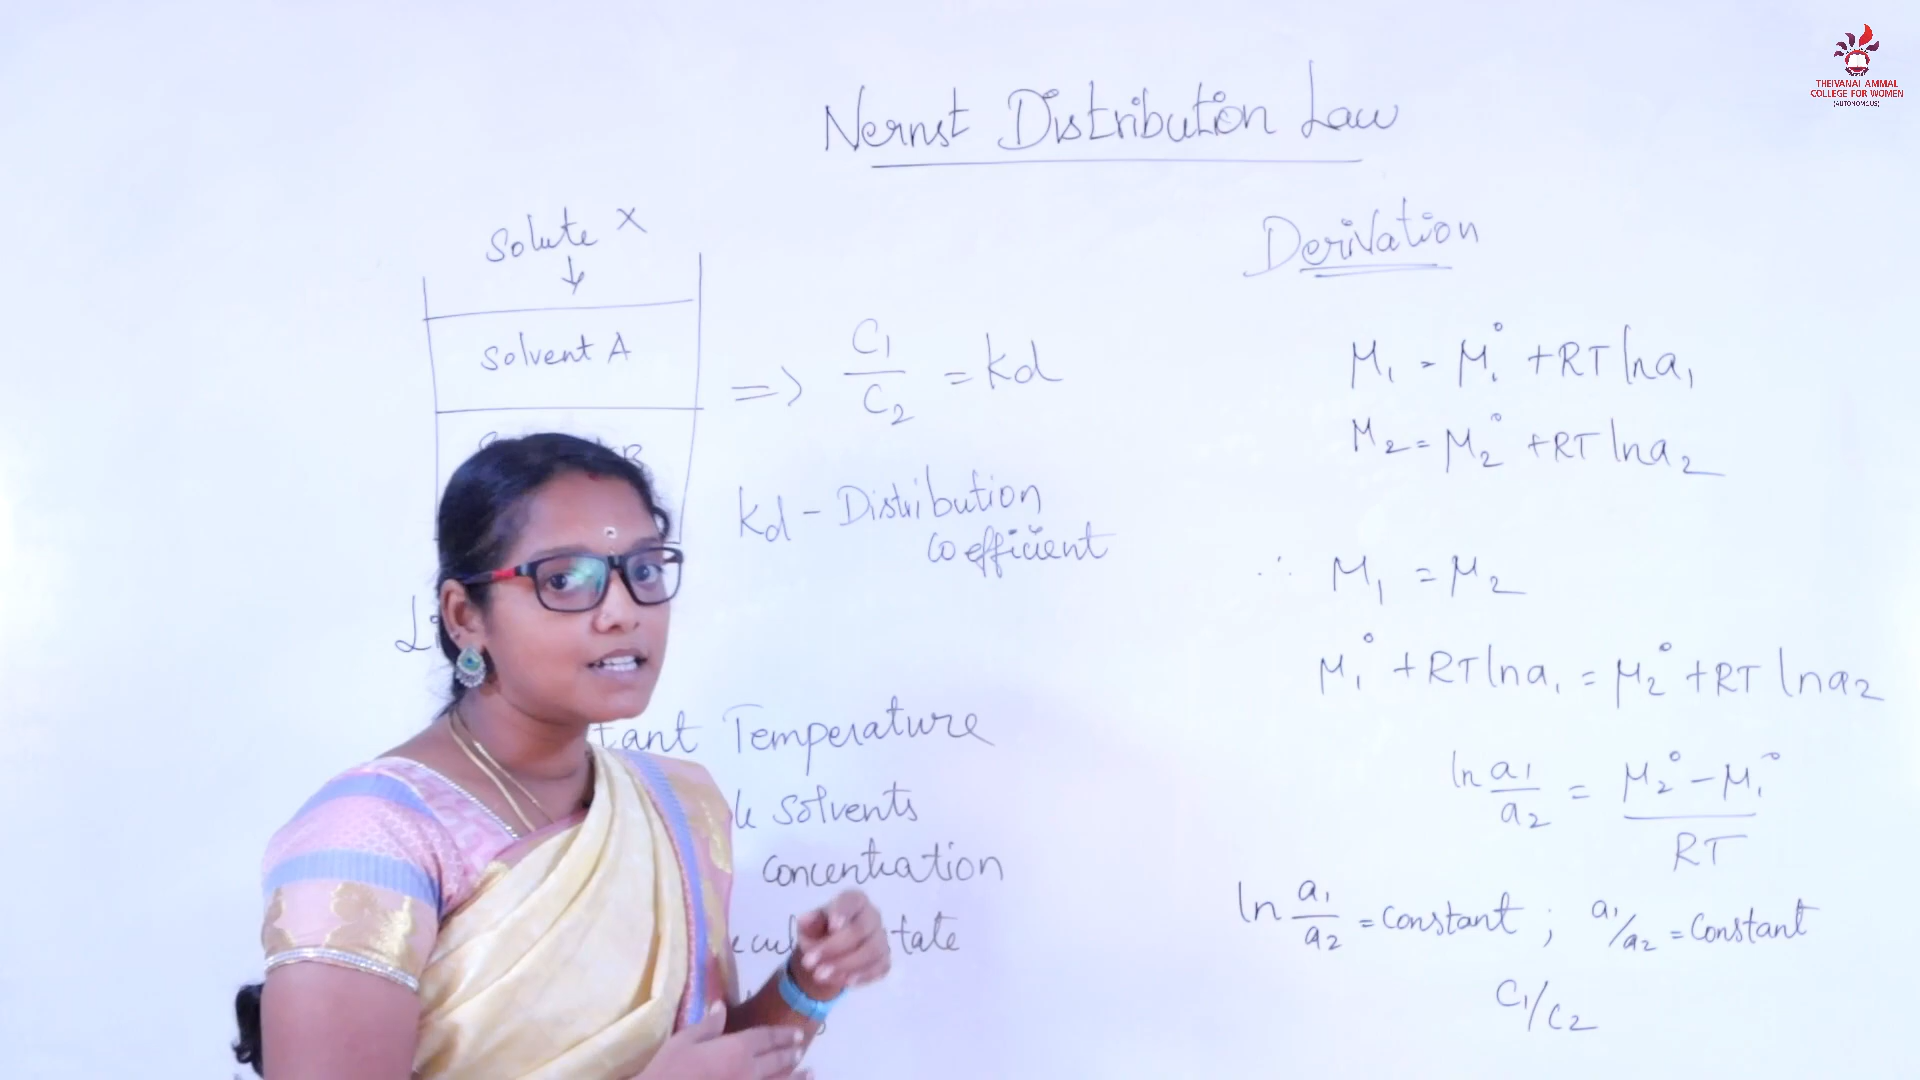 THEIVANAI AMMAL
COLLEGE FOR WOMEN
(AUTONOMOUS)
Nernst Distribution Law
Solute X
↓
Solvent A
=> C1/C2 = Kd
Kd - Distribution
Coefficient
Temperature
Solvents
Concentration
tate
Derivation
μ1 = μ1° + RT ln a1
μ2 = μ2° + RT ln a2
∴ μ1 = μ2
μ1° + RT ln a1 = μ2° + RT ln a2
ln a1/a2 = μ2° - μ1°/RT
ln a1/a2 = Constant ; a1/a2 = Constant
C1/C2